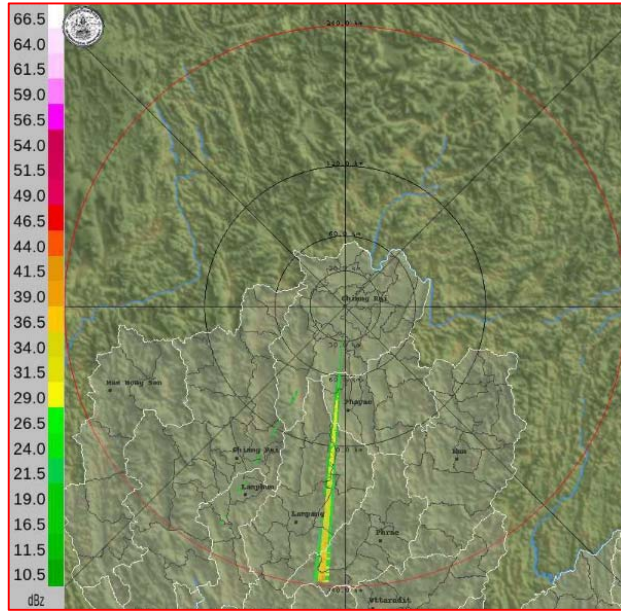 66.5
64.0
61.5
59.0
56.5
54.0
51.5
49.0
46.5
44.0
41.5
39.0
36.5
34.0
31.5
29.0
26.5
24.0
21.5
19.0
16.5
11.5
10.5
dBz
Chiang Rai
Mae Hong Son
Phayao
Chiang Mai
Nan
Lamphun
Lampang
Phrae
Uttaradit